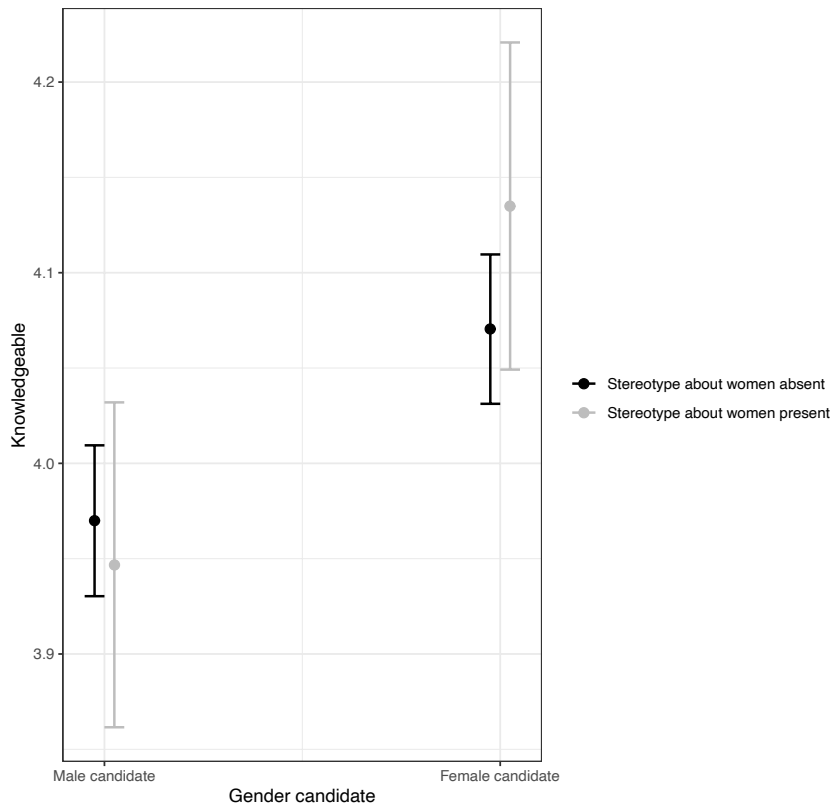 4.2
4.1
4.0
3.9
Knowledgeable
Male candidate
Female candidate
Gender candidate
Stereotype about women absent
Stereotype about women present